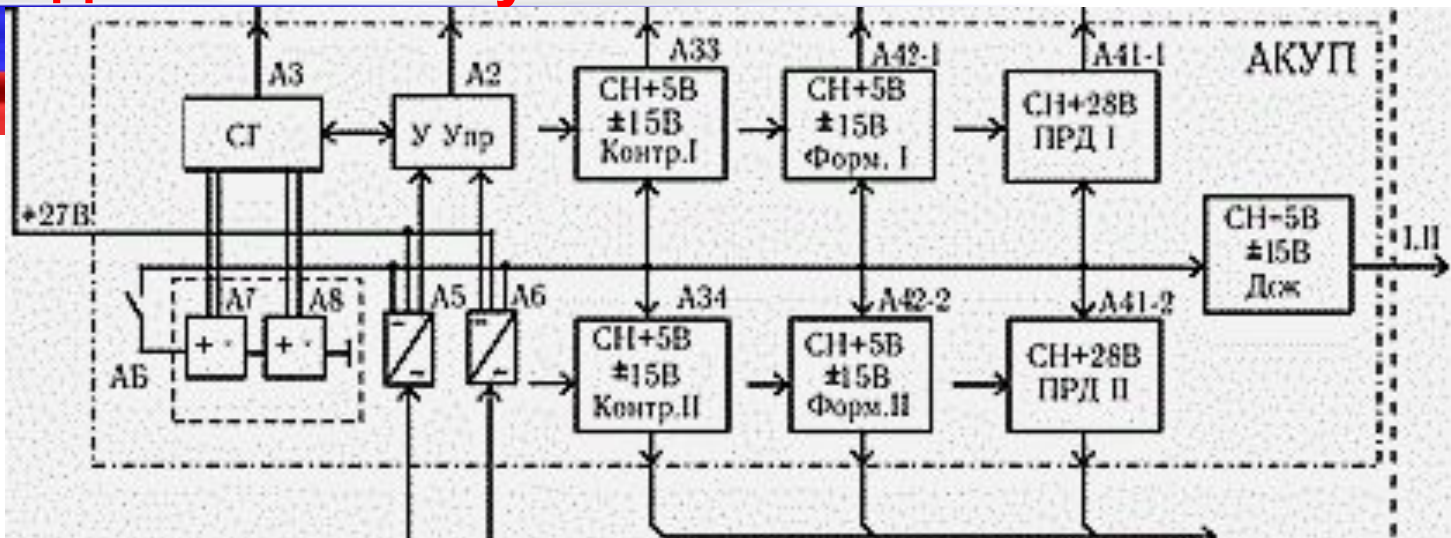 А33
А42-1
А41-1
АКУП
А3
А2
СН+5В
±15В
Контр.I
СН+5В
±15В
Форм. I
СН+28В
ПРД I
СГ
У Упр
+27В
СН+5В
±15В
Дсж
I.II
А7
А8
А5
А6
А34
А42-2
А41-2
АБ
+ -
+ -
СН+5В
±15В
Контр.II
СН+5В
±15В
Форм.II
СН+28В
ПРД II